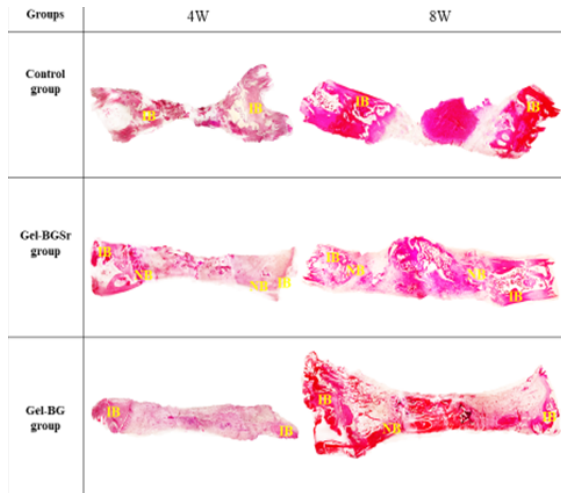 Groups 4W 8W
Control
group
IB IB IB IB
Gel-BGSr
group
IB NB NB IB IB NB NB IB
Gel-BG
group
IB IB IB NB IB